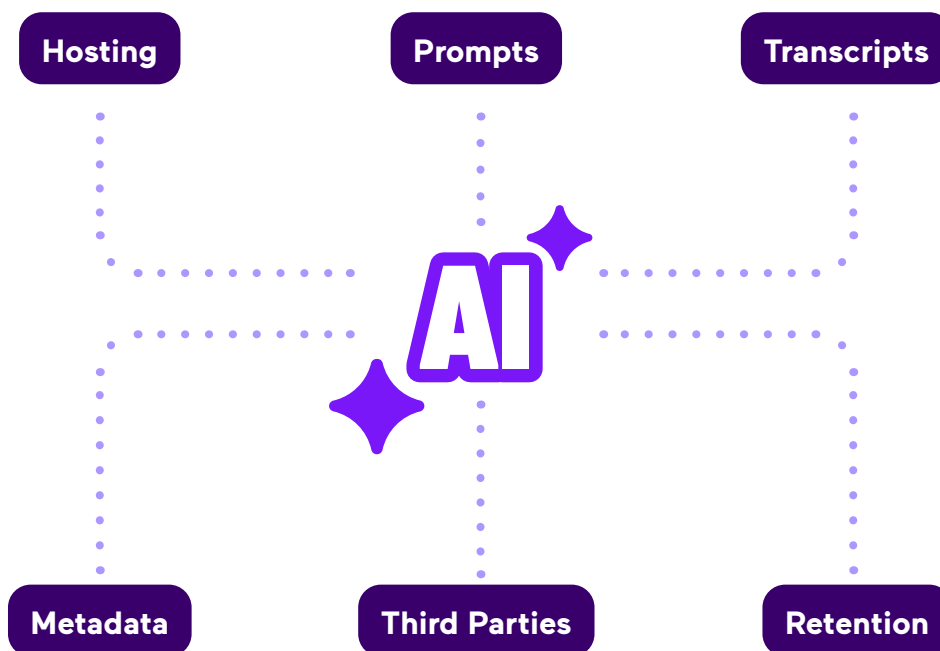 Hosting
Prompts
Transcripts
AI
Metadata
Third Parties
Retention